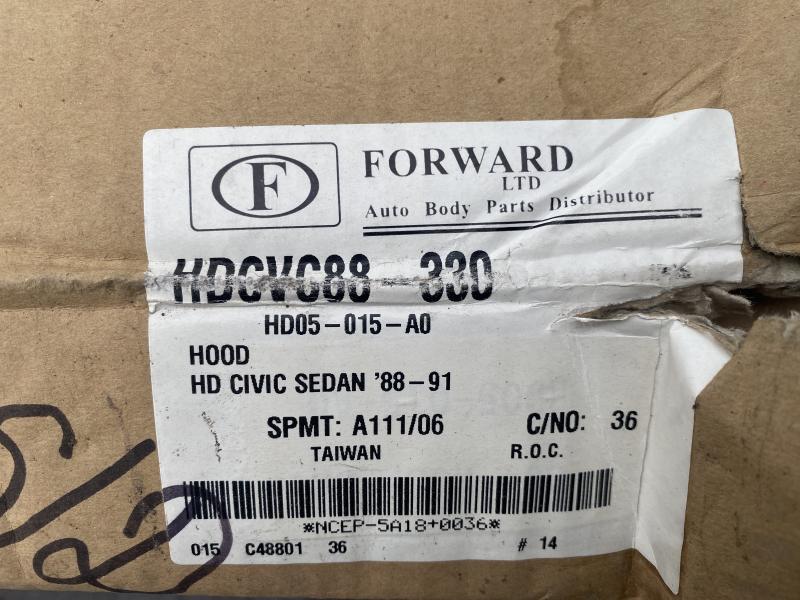 F
FORWARD
LTD
Auto Body Parts Distributor
HDCVC88-330
HD05-015-A0
HOOD
HD CIVIC SEDAN '88-91
SPMT: A111/06 C/NO: 36
TAIWAN R.O.C.
*NCEP-5A18+0036*
015 C48801 36 # 14